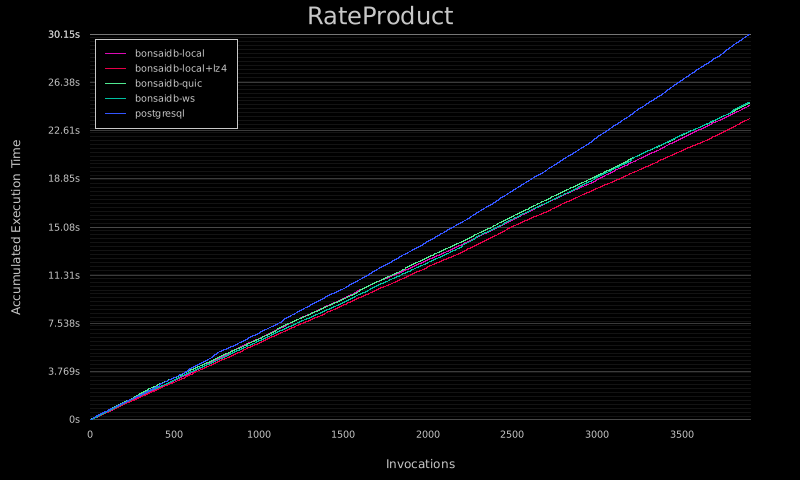 RateProduct
30.15s
26.38s
22.61s
18.85s
15.08s
11.31s
7.538s
3.769s
0s
bonsaidb-local
bonsaidb-local+lz4
bonsaidb-quic
bonsaidb-ws
postgresql
Accumulated Execution Time
0 500 1000 1500 2000 2500 3000 3500
Invocations